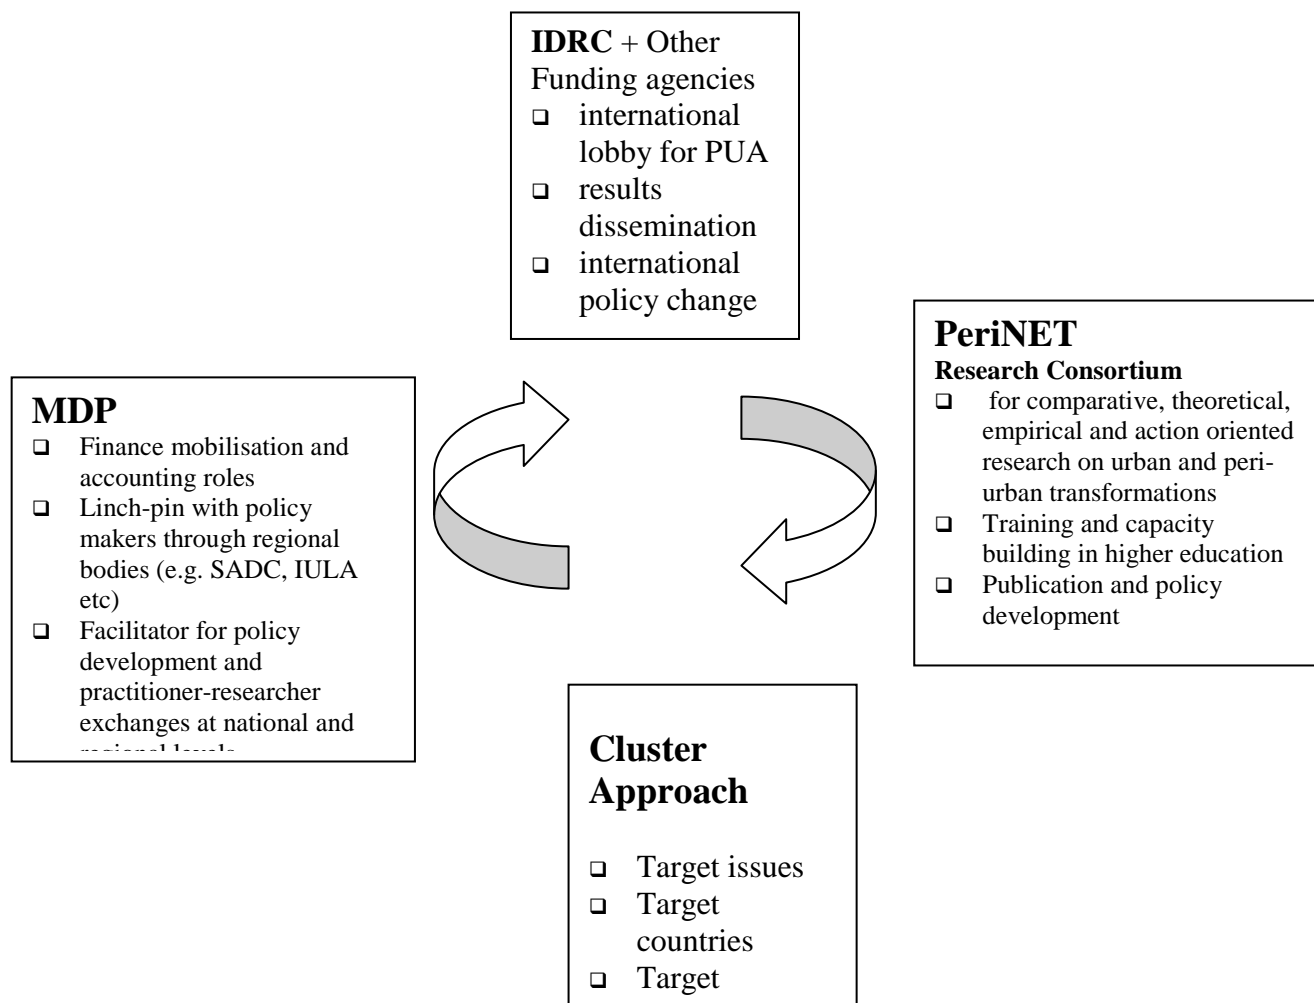 IDRC + Other
Funding agencies
❑ international
lobby for PUA
❑ results
dissemination
❑ international
policy change
PeriNET
Research Consortium
❑ for comparative, theoretical,
empirical and action oriented
research on urban and peri-
urban transformations
❑ Training and capacity
building in higher education
❑ Publication and policy
development
MDP
❑ Finance mobilisation and
accounting roles
❑ Linch-pin with policy
makers through regional
bodies (e.g. SADC, IULA
etc)
❑ Facilitator for policy
development and
practitioner-researcher
exchanges at national and
regional levels
Cluster
Approach
❑ Target issues
❑ Target
countries
❑ Target